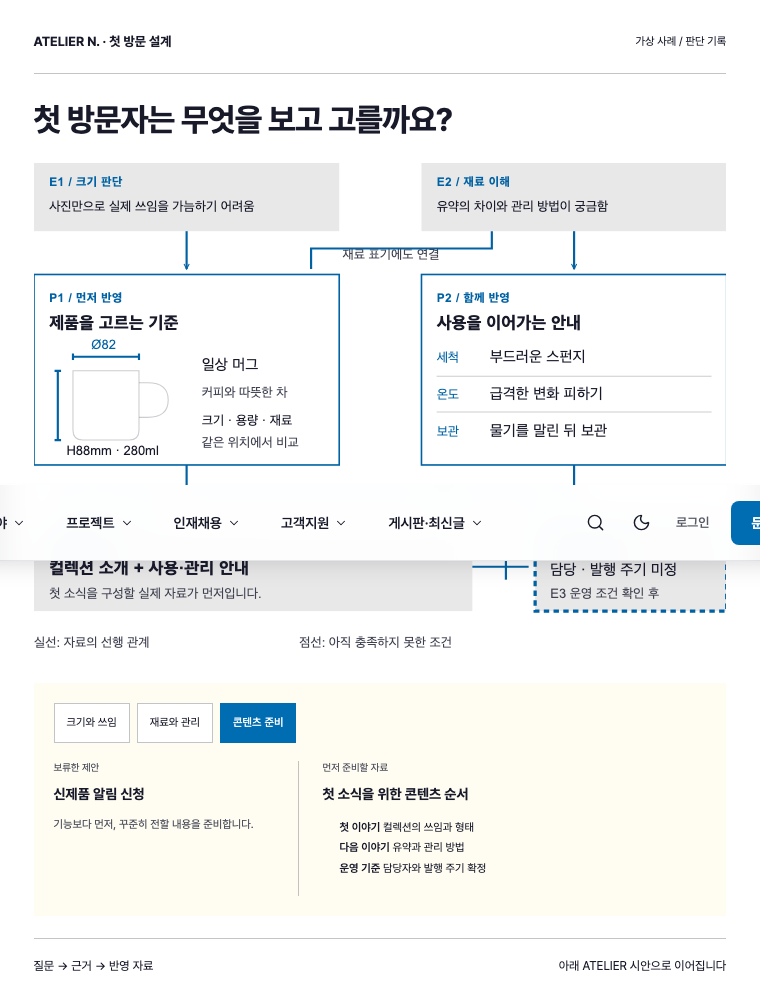 ATELIER N. · 첫 방문 설계
가상 사례 / 판단 기록
첫 방문자는 무엇을 보고 고를까요?
E1 / 크기 판단
사진만으로 실제 쓰임을 가늠하기 어려움
E2 / 재료 이해
유약의 차이와 관리 방법이 궁금함
재료 표기에도 연결
P1 / 먼저 반영
제품을 고르는 기준
Ø82
H88mm · 280ml
일상 머그
커피와 따뜻한 차
크기 · 용량 · 재료
같은 위치에서 비교
P2 / 함께 반영
사용을 이어가는 안내
세척 부드러운 스펀지
온도 급격한 변화 피하기
보관 물기를 말린 뒤 보관
프로젝트 인재채용 고객지원 게시판·최신글 로그인
컬렉션 소개 + 사용·관리 안내
첫 소식을 구성할 실제 자료가 먼저입니다.
담당 · 발행 주기 미정
E3 운영 조건 확인 후
실선: 자료의 선행 관계
점선: 아직 충족하지 못한 조건
크기와 쓰임 재료와 관리 콘텐츠 준비
보류한 제안
신제품 알림 신청
기능보다 먼저, 꾸준히 전할 내용을 준비합니다.
먼저 준비할 자료
첫 소식을 위한 콘텐츠 순서
첫 이야기 컬렉션의 쓰임과 형태
다음 이야기 유약과 관리 방법
운영 기준 담당자와 발행 주기 확정
질문 → 근거 → 반영 자료
아래 ATELIER 시안으로 이어집니다